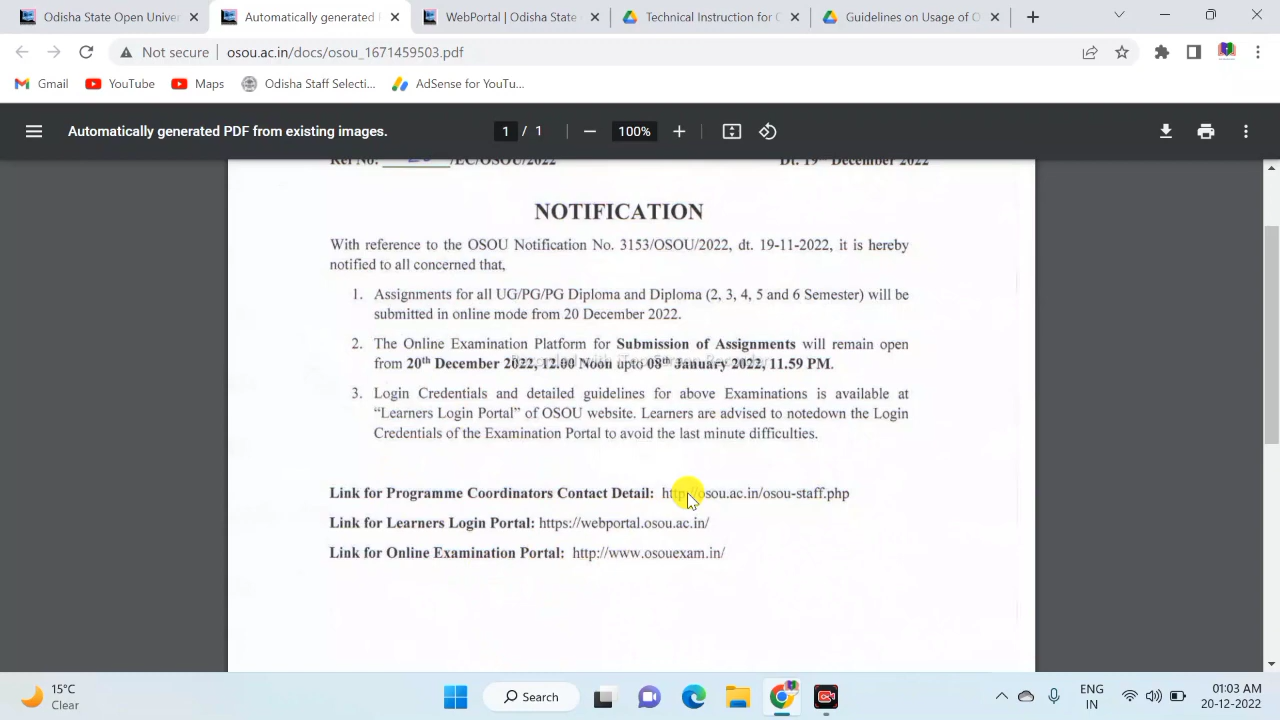 Odisha State Open Univer
Automatically generated
WebPortal | Odisha State
Technical Instruction for
Guidelines on Usage of O
Not secure
osou.ac.in/docs/osou_1671459503.pdf
Gmail
YouTube
Maps
Odisha Staff Selecti...
AdSense for YouTu...
Automatically generated PDF from existing images.
1 / 1
100%
Ref No. /EC/OSOU/2022
Dt. 19th December 2022
NOTIFICATION
With reference to the OSOU Notification No. 3153/OSOU/2022, dt. 19-11-2022, it is hereby
notified to all concerned that,
1. Assignments for all UG/PG/PG Diploma and Diploma (2, 3, 4, 5 and 6 Semester) will be
submitted in online mode from 20 December 2022.
2. The Online Examination Platform for Submission of Assignments will remain open
from 20th December 2022, 12.00 Noon upto 08th January 2022, 11.59 PM.
Recorded with iTop Screen Recorder
3. Login Credentials and detailed guidelines for above Examinations is available at
“Learners Login Portal” of OSOU website. Learners are advised to notedown the Login
Credentials of the Examination Portal to avoid the last minute difficulties.
Link for Programme Coordinators Contact Detail: http://osou.ac.in/osou-staff.php
Link for Learners Login Portal: https://webportal.osou.ac.in/
Link for Online Examination Portal: http://www.osouexam.in/
15°C
Clear
Search
ENG
IN
01:03 AM
20-12-2022